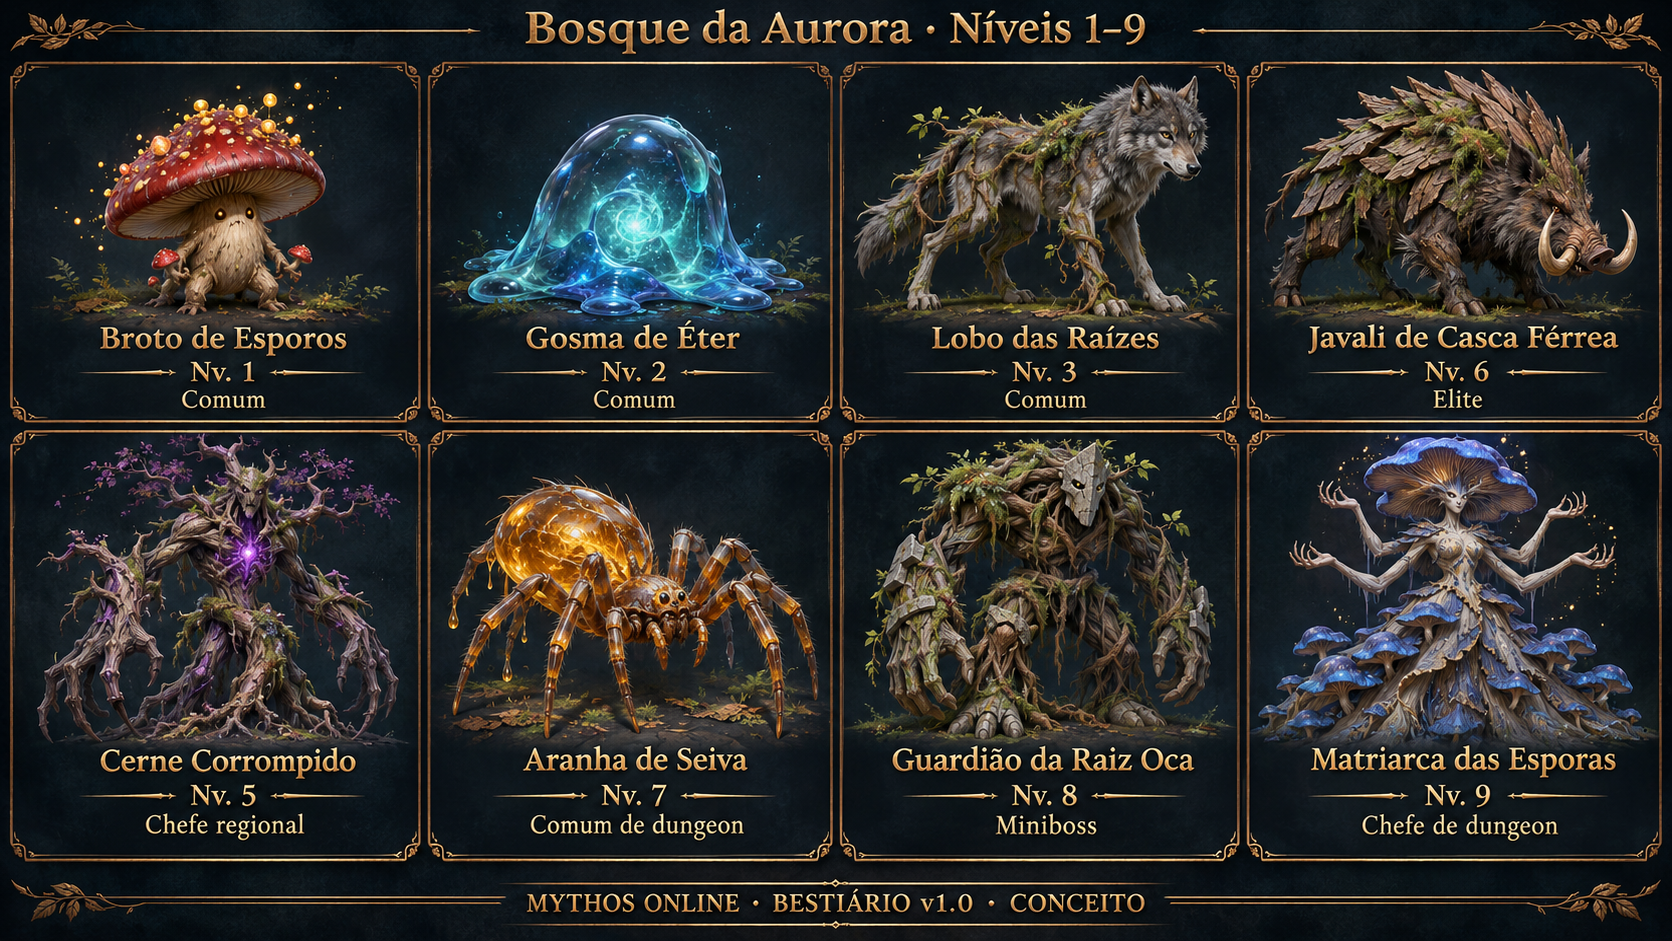 Bosque da Aurora · Níveis 1–9
Broto de Esporos
Nv. 1
Comum
Gosma de Éter
Nv. 2
Comum
Lobo das Raízes
Nv. 3
Comum
Javali de Casca Férrea
Nv. 6
Elite
Cerne Corrompido
Nv. 5
Chefe regional
Aranha de Seiva
Nv. 7
Comum de dungeon
Guardião da Raiz Oca
Nv. 8
Miniboss
Matriarca das Esporas
Nv. 9
Chefe de dungeon
MYTHOS ONLINE · BESTIÁRIO v1.0 · CONCEITO